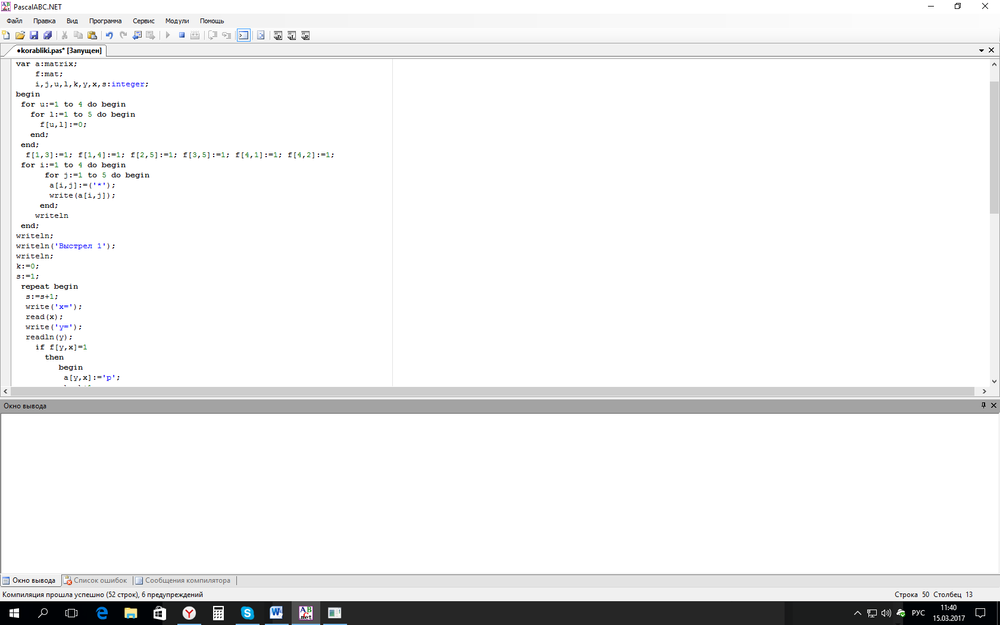 PascalABC.NET
Файл Правка Вид Программа Сервис Модули Помощь
●korabliki.pas* [Запущен]
var a:matrix;
f:mat;
i,j,u,l,k,y,x,s:integer;
begin
for u:=1 to 4 do begin
for l:=1 to 5 do begin
f[u,l]:=0;
end;
end;
f[1,3]:=1; f[1,4]:=1; f[2,5]:=1; f[3,5]:=1; f[4,1]:=1; f[4,2]:=1;
for i:=1 to 4 do begin
for j:=1 to 5 do begin
a[i,j]:=('*');
write(a[i,j]);
end;
writeln
end;
writeln;
writeln('Выстрел 1');
writeln;
k:=0;
s:=1;
repeat begin
s:=s+1;
write('x=');
read(x);
write('y=');
readln(y);
if f[y,x]=1
then
begin
a[y,x]:='p';
Окно вывода
Окно вывода Список ошибок Сообщения компилятора
Компиляция прошла успешно (52 строк), 6 предупреждений Строка 50 Столбец 13
РУС 11:40
15.03.2017